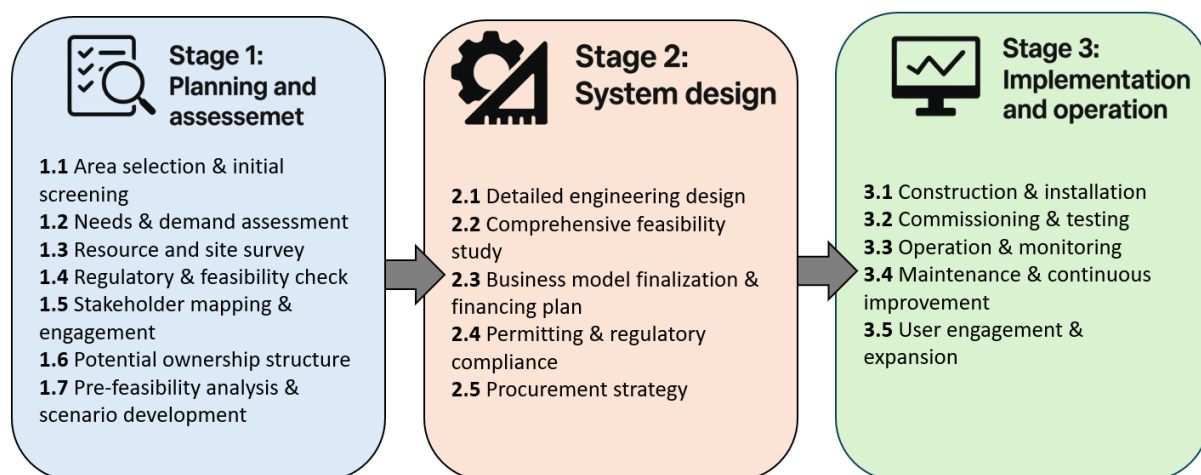 Stage 1:
Planning and
assessemet
1.1 Area selection & initial
screening
1.2 Needs & demand assessment
1.3 Resource and site survey
1.4 Regulatory & feasibility check
1.5 Stakeholder mapping &
engagement
1.6 Potential ownership structure
1.7 Pre-feasibility analysis &
scenario development
Stage 2:
System design
2.1 Detailed engineering design
2.2 Comprehensive feasibility
study
2.3 Business model finalization &
financing plan
2.4 Permitting & regulatory
compliance
2.5 Procurement strategy
Stage 3:
Implementation
and operation
3.1 Construction & installation
3.2 Commissioning & testing
3.3 Operation & monitoring
3.4 Maintenance & continuous
improvement
3.5 User engagement &
expansion